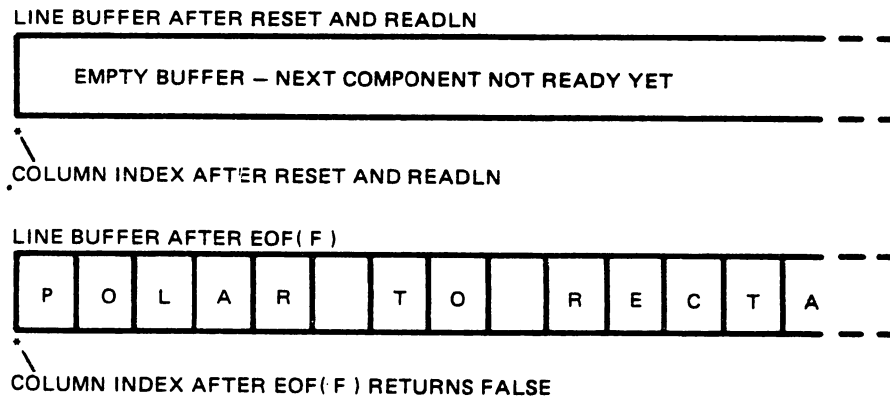 LINE BUFFER AFTER RESET AND READLN
EMPTY BUFFER – NEXT COMPONENT NOT READY YET
COLUMN INDEX AFTER RESET AND READLN
LINE BUFFER AFTER EOF( F )
P O L A R T O R E C T A
COLUMN INDEX AFTER EOF( F ) RETURNS FALSE